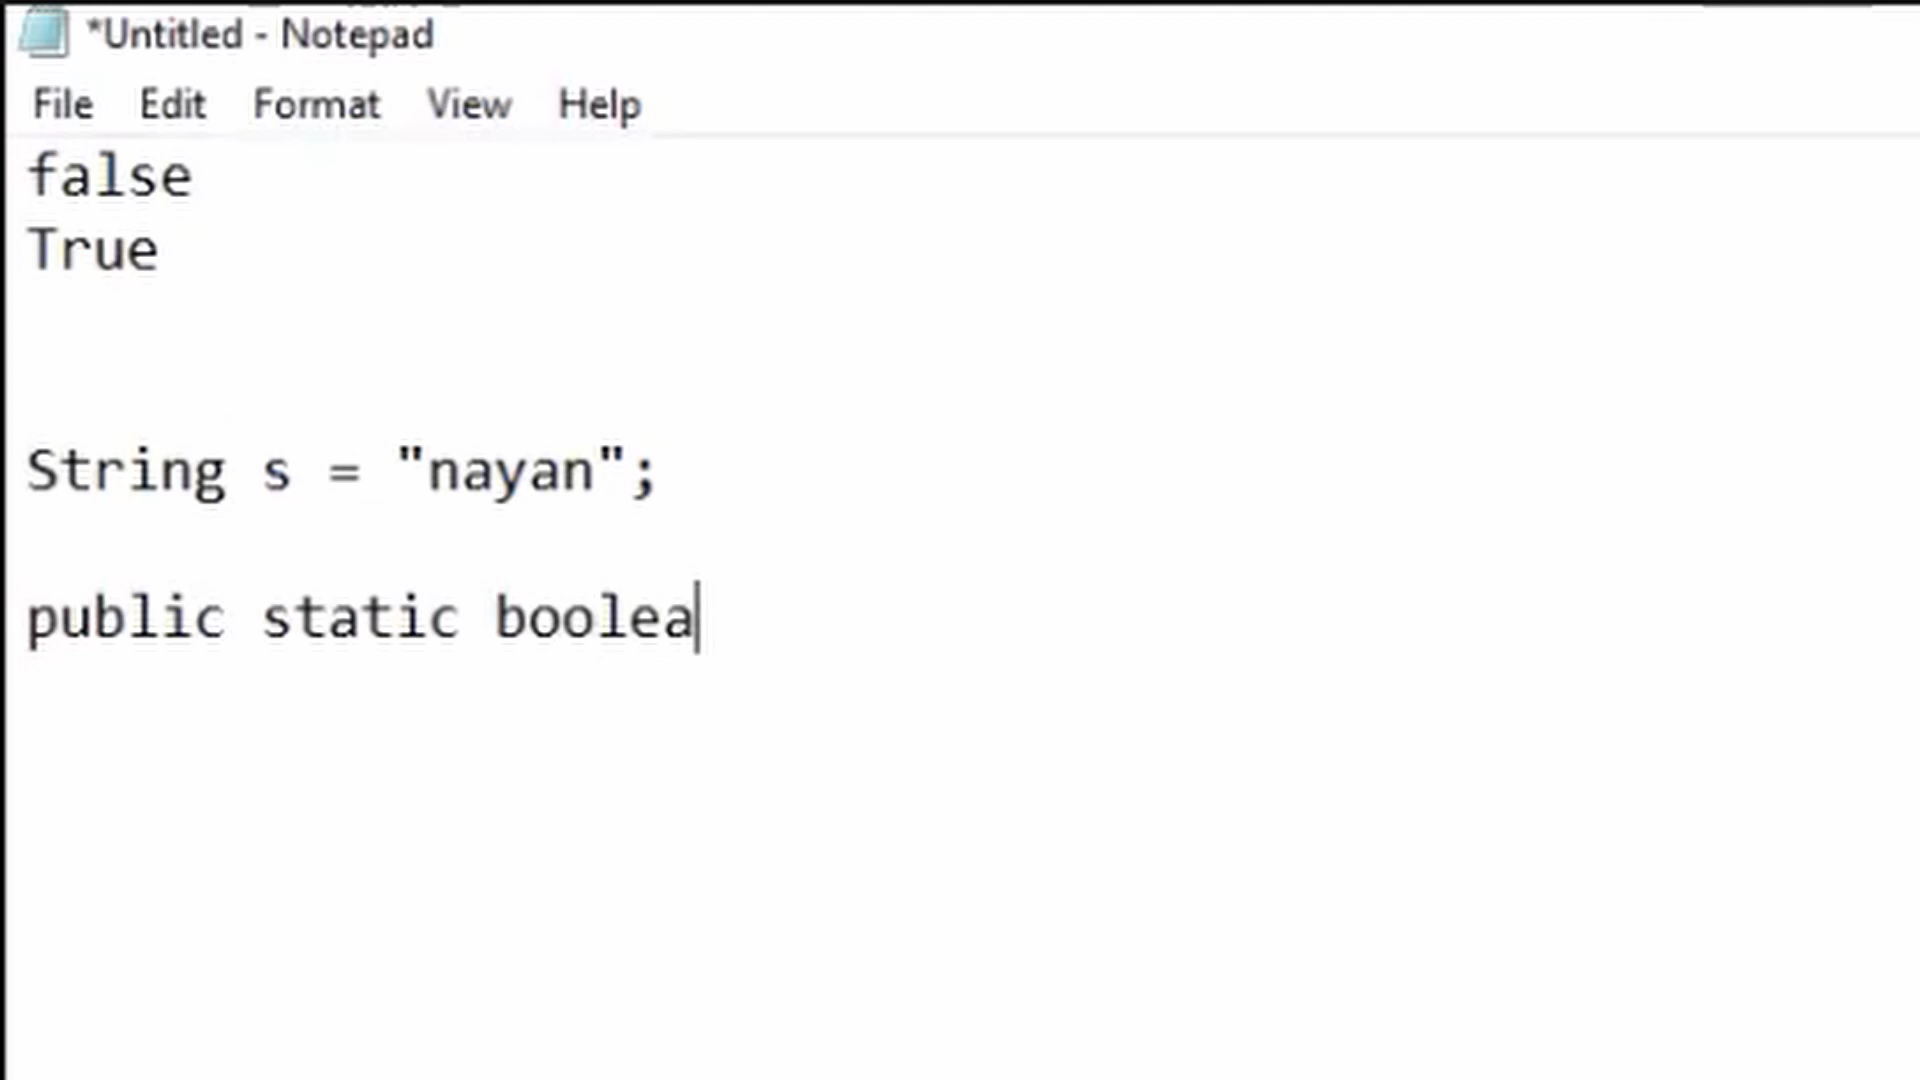 *Untitled - Notepad
File Edit Format View Help
false
True
String s = "nayan";
public static boolea